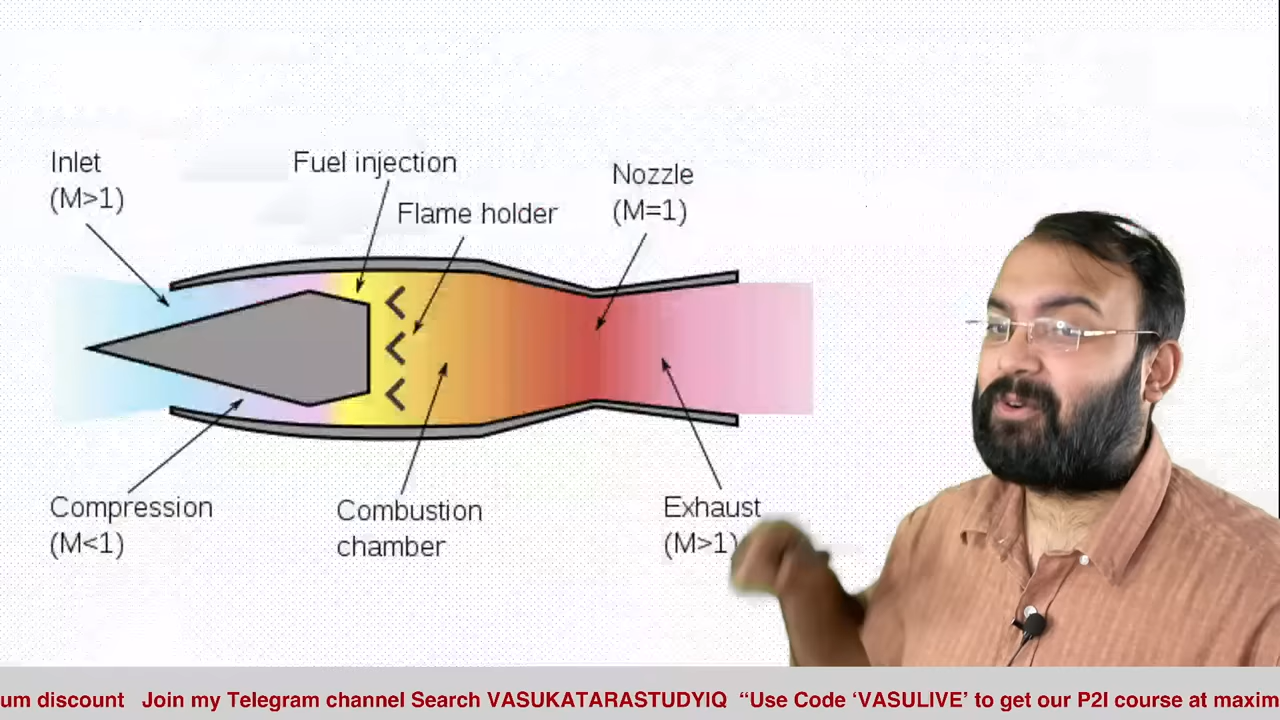 Inlet
(M>1)
Fuel injection
Flame holder
Nozzle
(M=1)
Compression
(M<1)
Combustion
chamber
Exhaust
(M>1)
um discount   Join my Telegram channel Search VASUKATARASTUDYIQ  “Use Code ‘VASULIVE’ to get our P2I course at maxim